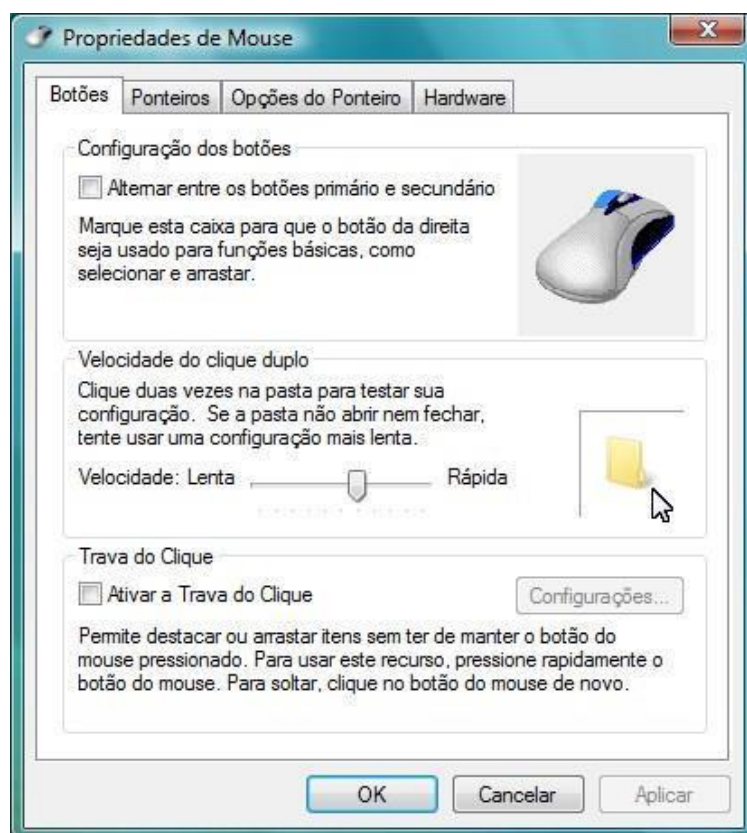 Propriedades de Mouse
Botões Ponteiros Opções do Ponteiro Hardware
Configuração dos botões
Alternar entre os botões primário e secundário
Marque esta caixa para que o botão da direita
seja usado para funções básicas, como
selecionar e arrastar.
Velocidade do clique duplo
Clique duas vezes na pasta para testar sua
configuração. Se a pasta não abrir nem fechar,
tente usar uma configuração mais lenta.
Velocidade: Lenta Rápida
Trava do Clique
Ativar a Trava do Clique Configurações...
Permite destacar ou arrastar itens sem ter de manter o botão do
mouse pressionado. Para usar este recurso, pressione rapidamente o
botão do mouse. Para soltar, clique no botão do mouse de novo.
OK Cancelar Aplicar